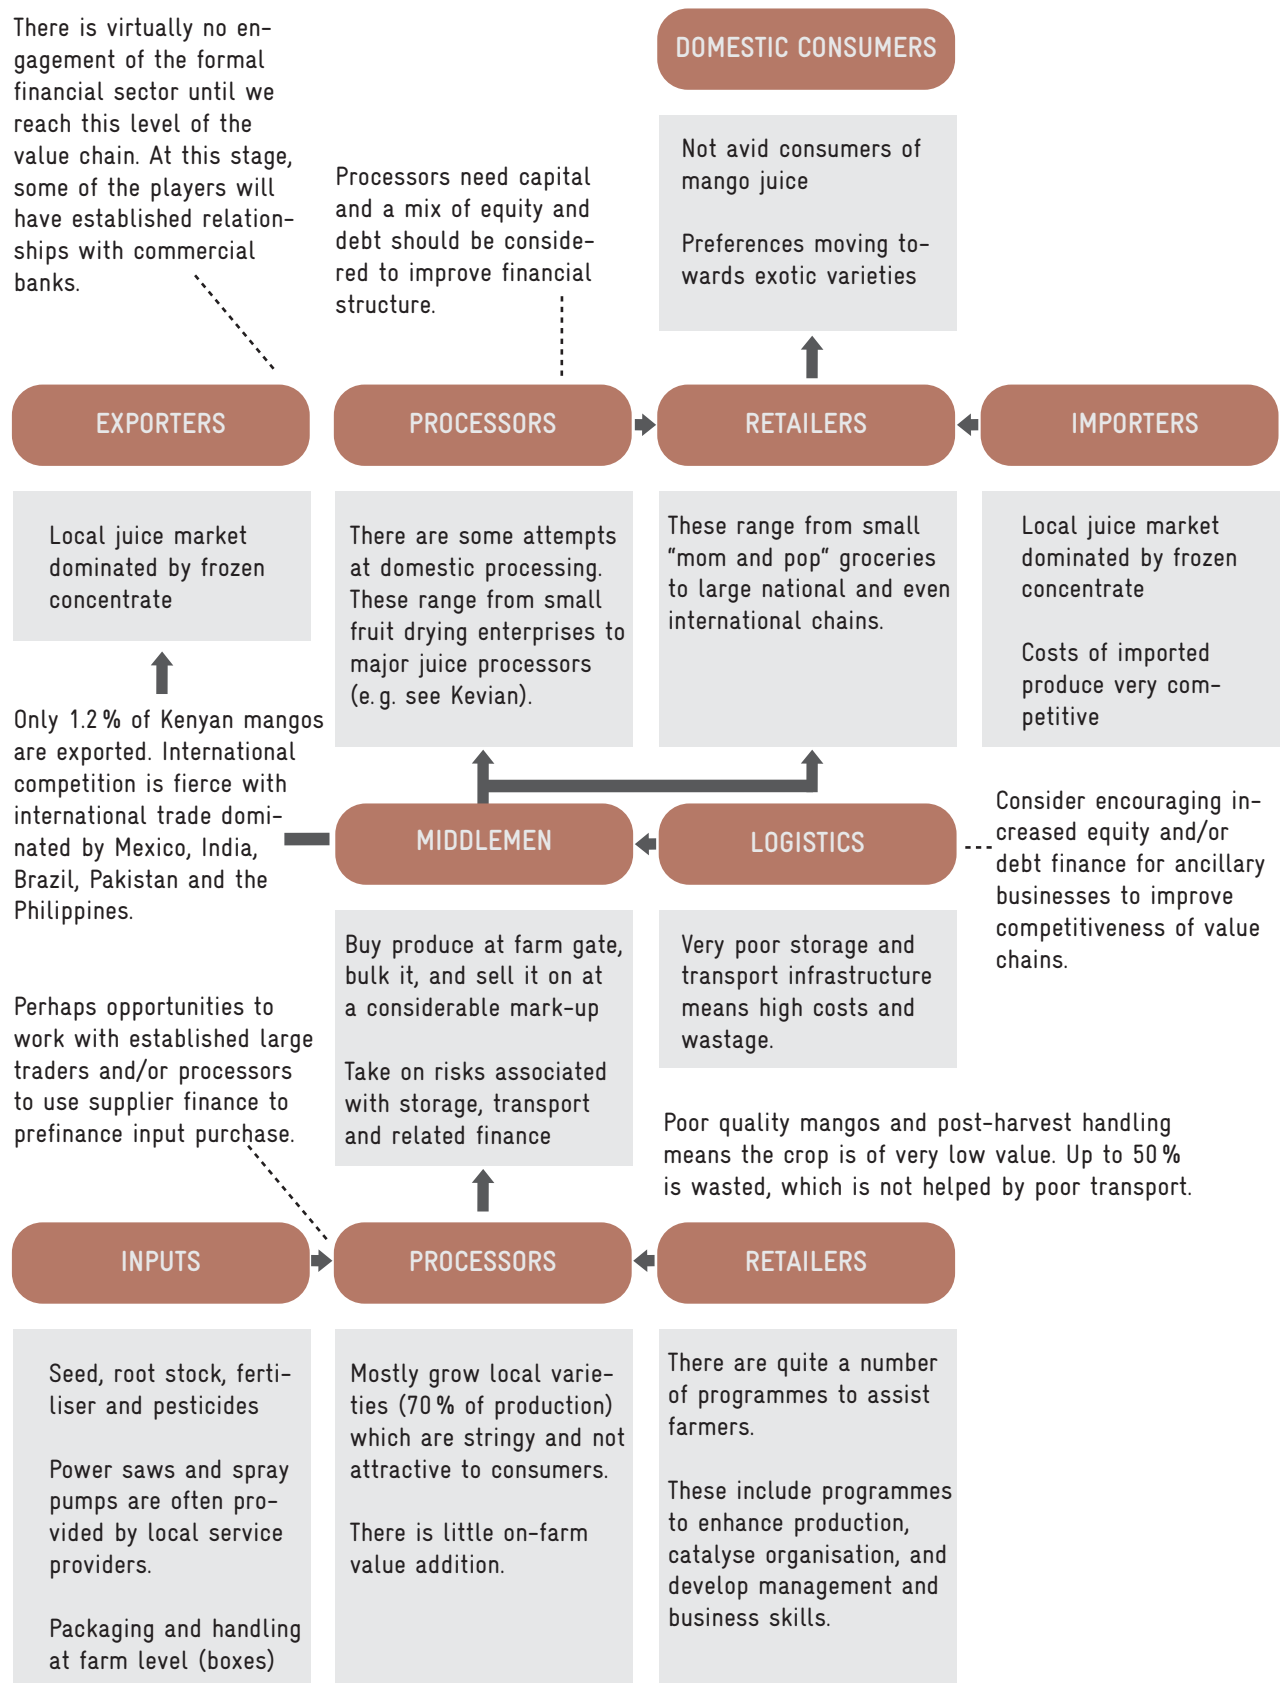 There is virtually no en-
gagement of the formal
financial sector until we
reach this level of the
value chain. At this stage,
some of the players will
have established relation-
ships with commercial
banks.
Processors need capital
and a mix of equity and
debt should be conside-
red to improve financial
structure.
DOMESTIC CONSUMERS
Not avid consumers of
mango juice
Preferences moving to-
wards exotic varieties
EXPORTERS
PROCESSORS
RETAILERS
IMPORTERS
Local juice market
dominated by frozen
concentrate
There are some attempts
at domestic processing.
These range from small
fruit drying enterprises to
major juice processors
(e. g. see Kevian).
These range from small
"mom and pop" groceries
to large national and even
international chains.
Local juice market
dominated by frozen
concentrate
Costs of imported
produce very com-
petitive
Only 1.2 % of Kenyan mangos
are exported. International
competition is fierce with
international trade domi-
nated by Mexico, India,
Brazil, Pakistan and the
Philippines.
MIDDLEMEN
LOGISTICS
Consider encouraging in-
creased equity and/or
debt finance for ancillary
businesses to improve
competitiveness of value
chains.
Buy produce at farm gate,
bulk it, and sell it on at
a considerable mark-up
Take on risks associated
with storage, transport
and related finance
Very poor storage and
transport infrastructure
means high costs and
wastage.
Perhaps opportunities to
work with established large
traders and/or processors
to use supplier finance to
prefinance input purchase.
Poor quality mangos and post-harvest handling
means the crop is of very low value. Up to 50 %
is wasted, which is not helped by poor transport.
INPUTS
PROCESSORS
RETAILERS
Seed, root stock, ferti-
liser and pesticides
Power saws and spray
pumps are often pro-
vided by local service
providers.
Packaging and handling
at farm level (boxes)
Mostly grow local varie-
ties (70 % of production)
which are stringy and not
attractive to consumers.
There is little on-farm
value addition.
There are quite a number
of programmes to assist
farmers.
These include programmes
to enhance production,
catalyse organisation, and
develop management and
business skills.